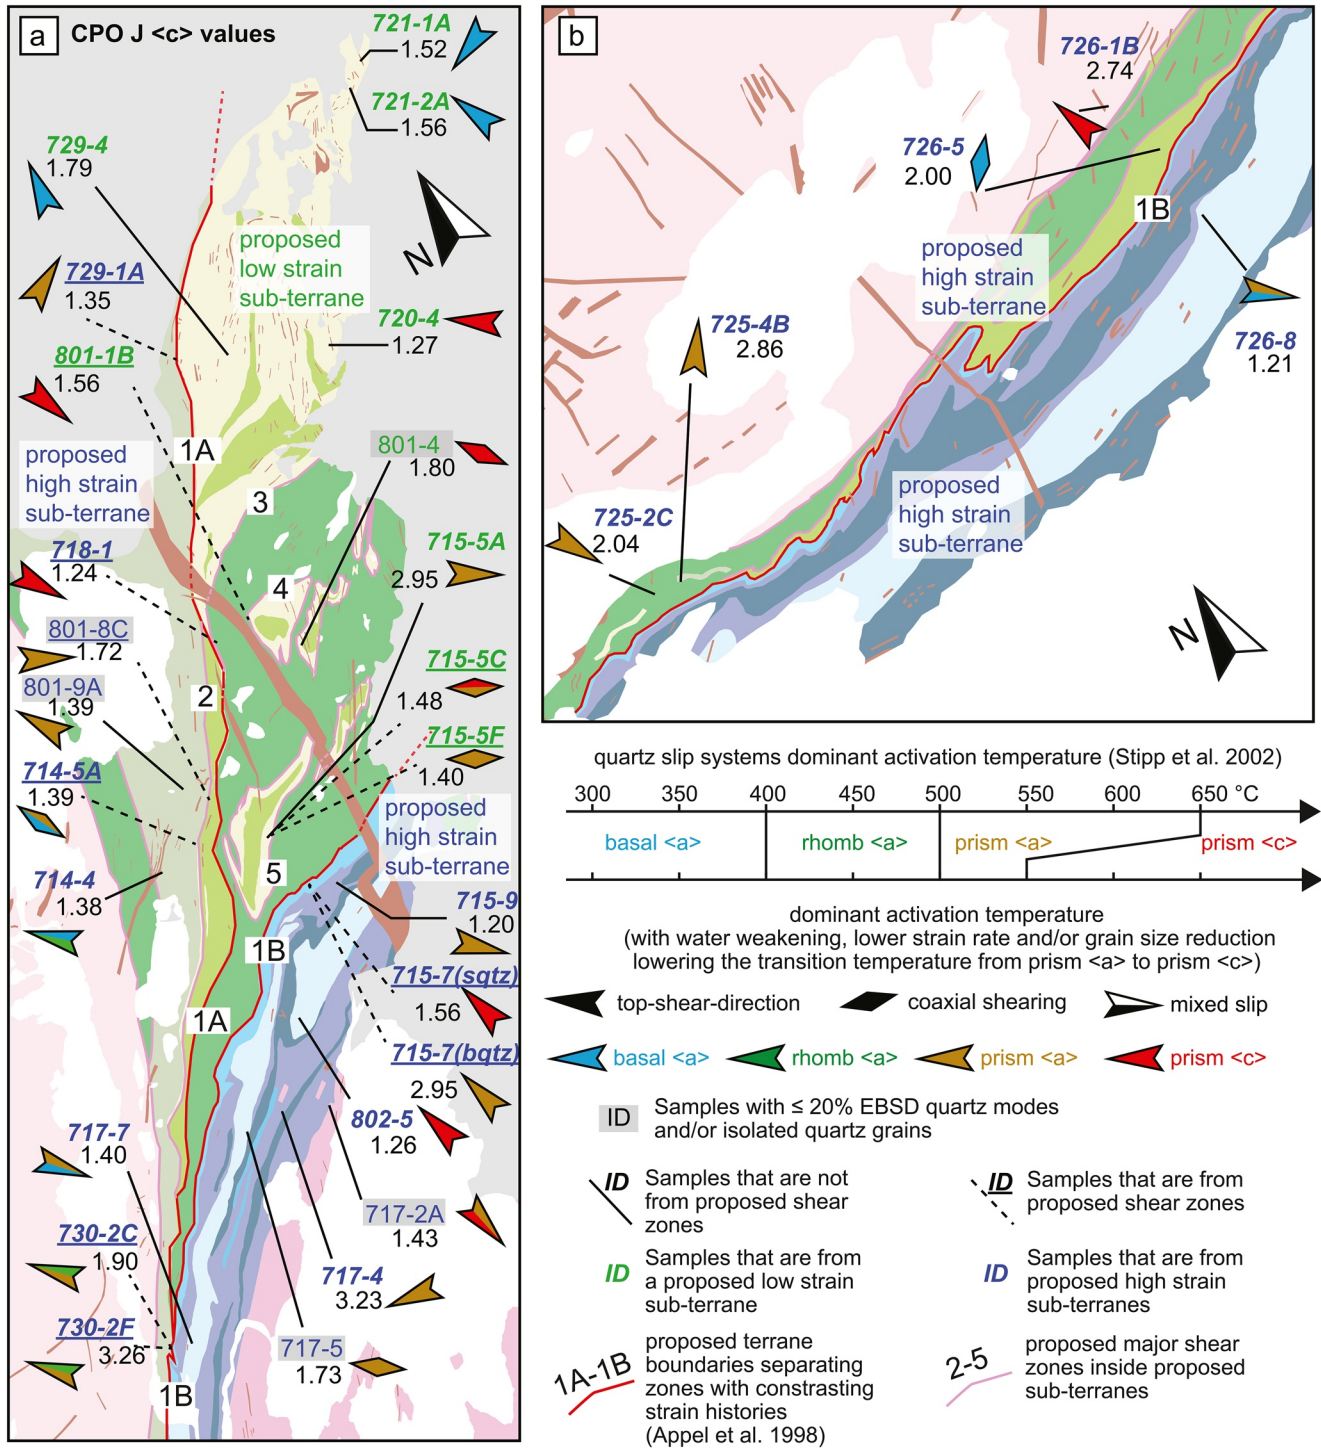 a CPO J <c> values
721-1A
1.52
721-2A
1.56
729-4
1.79
N
proposed
low strain
sub-terrane
729-1A
1.35
720-4
1.27
801-1B
1.56
1A
801-4
1.80
proposed
high strain
sub-terrane
3
718-1
1.24
715-5A
2.95
4
801-8C
1.72
715-5C
1.48
801-9A
1.39
2
715-5F
1.40
714-5A
1.39
proposed
high strain
sub-terrane
714-4
1.38
5
715-9
1.20
1B
715-7(sqtz)
1.56
1A
715-7(bqtz)
2.95
802-5
1.26
717-7
1.40
717-2A
1.43
730-2C
1.90
717-4
3.23
730-2F
3.26
717-5
1.73
1B
b
726-1B
2.74
726-5
2.00
1B
proposed
high strain
sub-terrane
725-4B
2.86
726-8
1.21
proposed
high strain
sub-terrane
725-2C
2.04
N
quartz slip systems dominant activation temperature (Stipp et al. 2002)
300 350 400 450 500 550 600 650 °C
basal <a> rhomb <a> prism <a> prism <c>
dominant activation temperature
(with water weakening, lower strain rate and/or grain size reduction
lowering the transition temperature from prism <a> to prism <c>)
top-shear-direction coaxial shearing mixed slip
basal <a> rhomb <a> prism <a> prism <c>
ID Samples with ≤ 20% EBSD quartz modes
and/or isolated quartz grains
ID Samples that are not
from proposed shear
zones
ID Samples that are from
proposed shear zones
ID Samples that are from
a proposed low strain
sub-terrane
ID Samples that are from
proposed high strain
sub-terranes
1A-1B proposed terrane
boundaries separating
zones with constrasting
strain histories
(Appel et al. 1998)
2-5 proposed major shear
zones inside proposed
sub-terranes